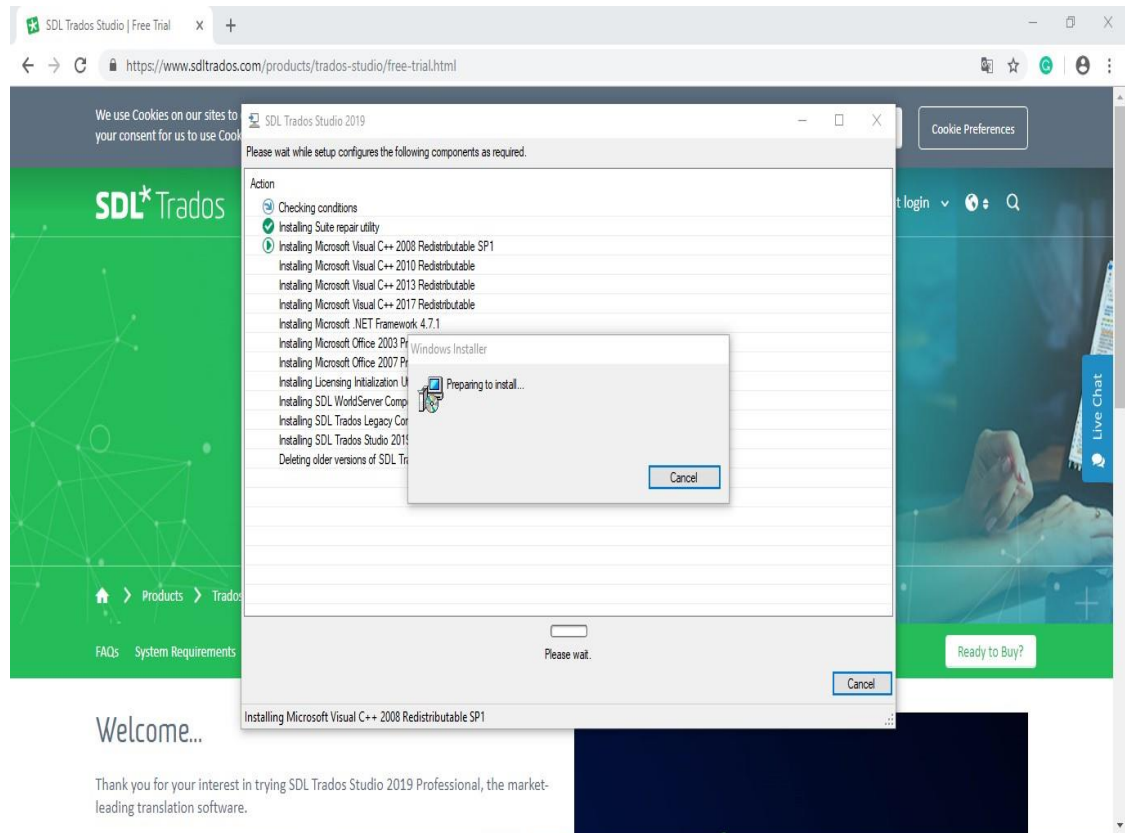 SDL Trados Studio | Free Trial
https://www.sdltrados.com/products/trados-studio/free-trial.html
We use Cookies on our sites to
your consent for us to use Cook
Cookie Preferences
SDL* Trados
t login
SDL Trados Studio 2019
Please wait while setup configures the following components as required.
Action
Checking conditions
Installing Suite repair utility
Installing Microsoft Visual C++ 2008 Redistributable SP1
Installing Microsoft Visual C++ 2010 Redistributable
Installing Microsoft Visual C++ 2013 Redistributable
Installing Microsoft Visual C++ 2017 Redistributable
Installing Microsoft .NET Framework 4.7.1
Installing Microsoft Office 2003 Pr
Installing Microsoft Office 2007 Pr
Installing Licensing Initialization U
Installing SDL WorldServer Comp
Installing SDL Trados Legacy Cor
Installing SDL Trados Studio 2019
Deleting older versions of SDL Tr
Windows Installer
Preparing to install...
Cancel
Please wait.
Cancel
Installing Microsoft Visual C++ 2008 Redistributable SP1
Live Chat
Products Trados
FAQs System Requirements
Ready to Buy?
Welcome...
Thank you for your interest in trying SDL Trados Studio 2019 Professional, the market-
leading translation software.